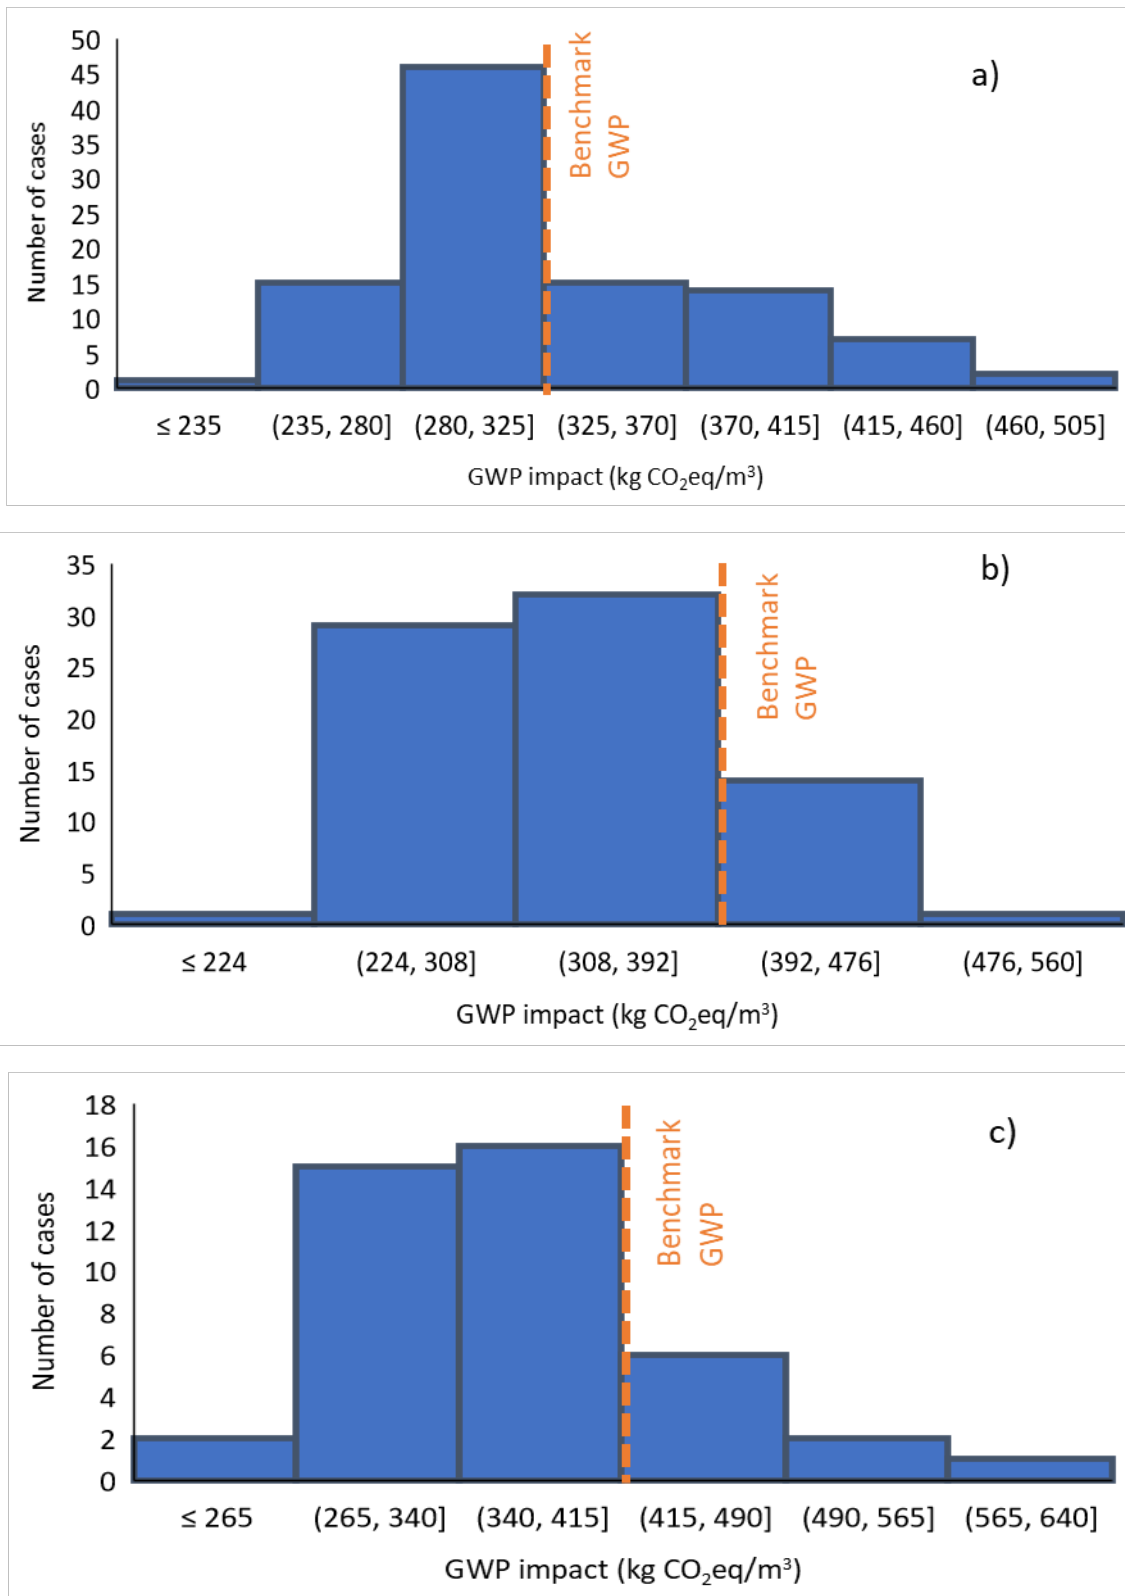 a)
50
45
40
35
30
25
20
15
10
5
0
Number of cases
Benchmark
GWP
≤ 235 (235, 280] (280, 325] (325, 370] (370, 415] (415, 460] (460, 505]
GWP impact (kg CO₂eq/m³)
b)
35
30
25
20
15
10
5
0
Number of cases
Benchmark
GWP
≤ 224 (224, 308] (308, 392] (392, 476] (476, 560]
GWP impact (kg CO₂eq/m³)
c)
18
16
14
12
10
8
6
4
2
0
Number of cases
Benchmark
GWP
≤ 265 (265, 340] (340, 415] (415, 490] (490, 565] (565, 640]
GWP impact (kg CO₂eq/m³)